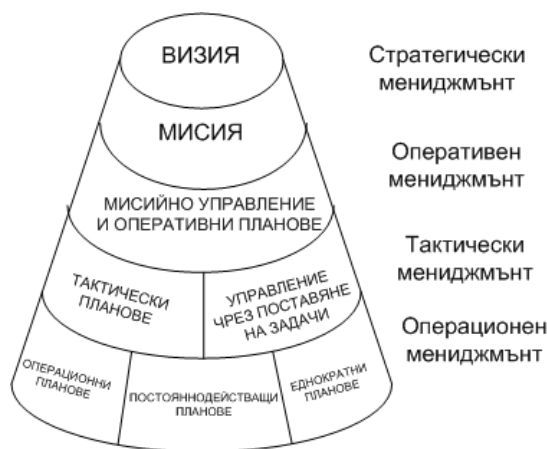 ВИЗИЯ
Стратегически
мениджмънт
МИСИЯ
Оперативен
мениджмънт
МИСИЙНО УПРАВЛЕНИЕ
И ОПЕРАТИВНИ ПЛАНОВЕ
Тактически
мениджмънт
ТАКТИЧЕСКИ
ПЛАНОВЕ
УПРАВЛЕНИЕ
ЧРЕЗ ПОСТАВЯНЕ
НА ЗАДАЧИ
Операционен
мениджмънт
ОПЕРАЦИОННИ
ПЛАНОВЕ
ПОСТОЯННОДЕЙСТВАЩИ
ПЛАНОВЕ
ЕДНОКРАТНИ
ПЛАНОВЕ